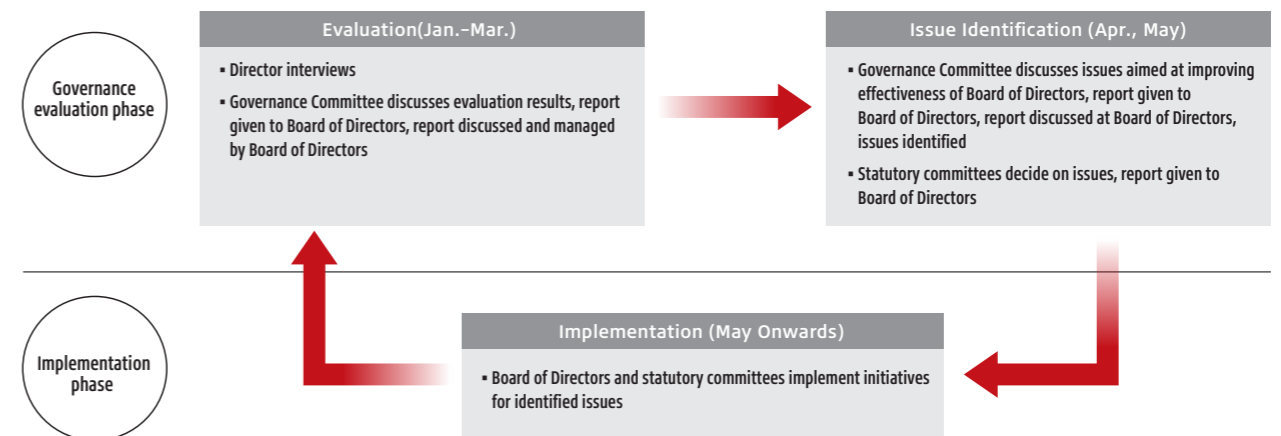 Governance
evaluation phase
Evaluation(Jan.–Mar.)
▪ Director interviews
▪ Governance Committee discusses evaluation results, report
given to Board of Directors, report discussed and managed
by Board of Directors
Issue Identification (Apr., May)
▪ Governance Committee discusses issues aimed at improving
effectiveness of Board of Directors, report given to
Board of Directors, report discussed at Board of Directors,
issues identified
▪ Statutory committees decide on issues, report given to
Board of Directors
Implementation
phase
Implementation (May Onwards)
▪ Board of Directors and statutory committees implement initiatives
for identified issues